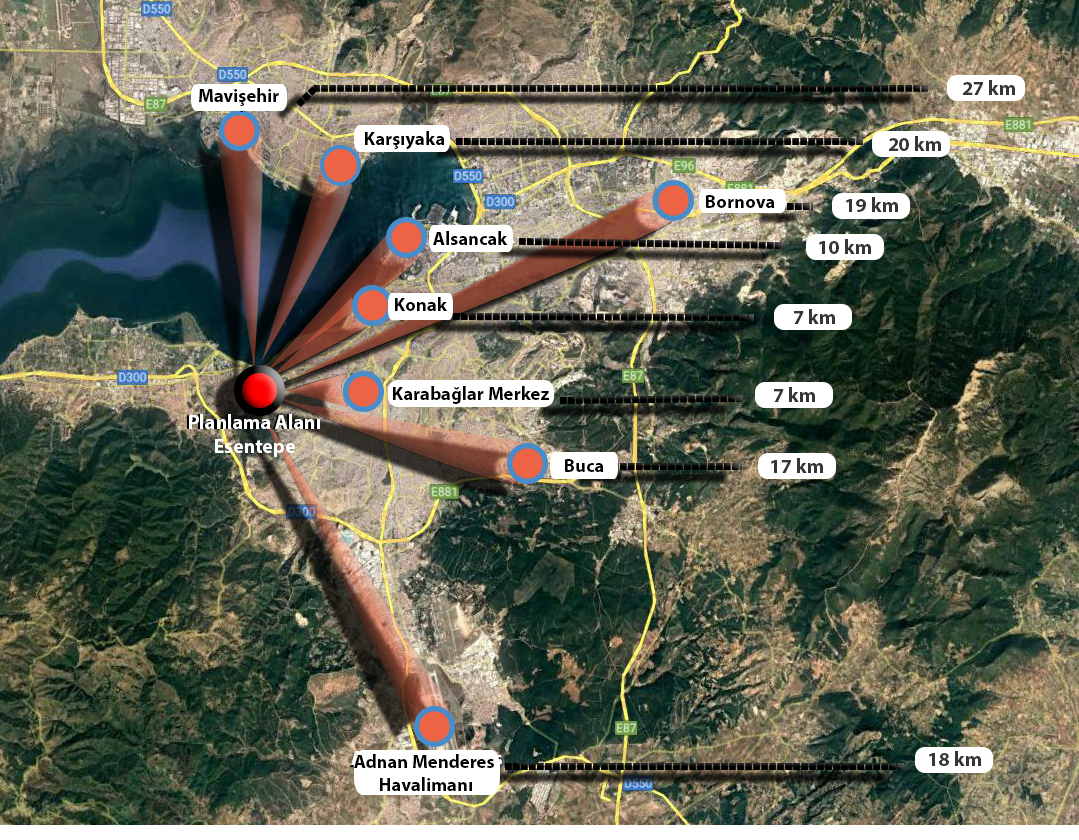 D550
D550
Mavişehir
27 km
E87
E881
Karşıyaka
20 km
E96
D550
E881
D300
Bornova
19 km
Alsancak
10 km
Konak
7 km
D300
E87
Karabağlar Merkez
7 km
Planlama Alanı
Esentepe
Buca
17 km
E881
D300
E87
Adnan Menderes
Havalimanı
18 km
D550